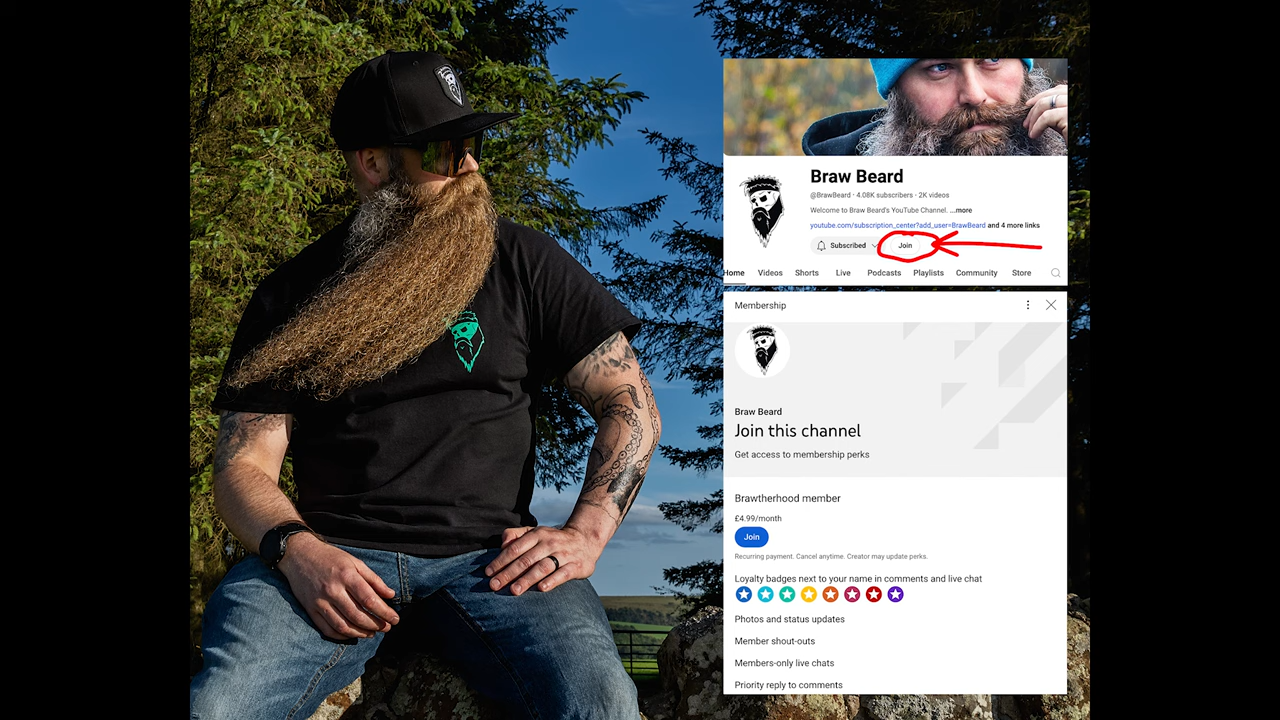 Braw Beard
@BrawBeard · 4.08K subscribers · 2K videos
Welcome to Braw Beard's YouTube Channel. ...more
youtube.com/subscription_center?add_user=BrawBeard and 4 more links
Subscribed Join
Home Videos Shorts Live Podcasts Playlists Community Store
Membership
Braw Beard
Join this channel
Get access to membership perks
Brawtherhood member
£4.99/month
Join
Recurring payment. Cancel anytime. Creator may update perks.
Loyalty badges next to your name in comments and live chat
Photos and status updates
Member shout-outs
Members-only live chats
Priority reply to comments